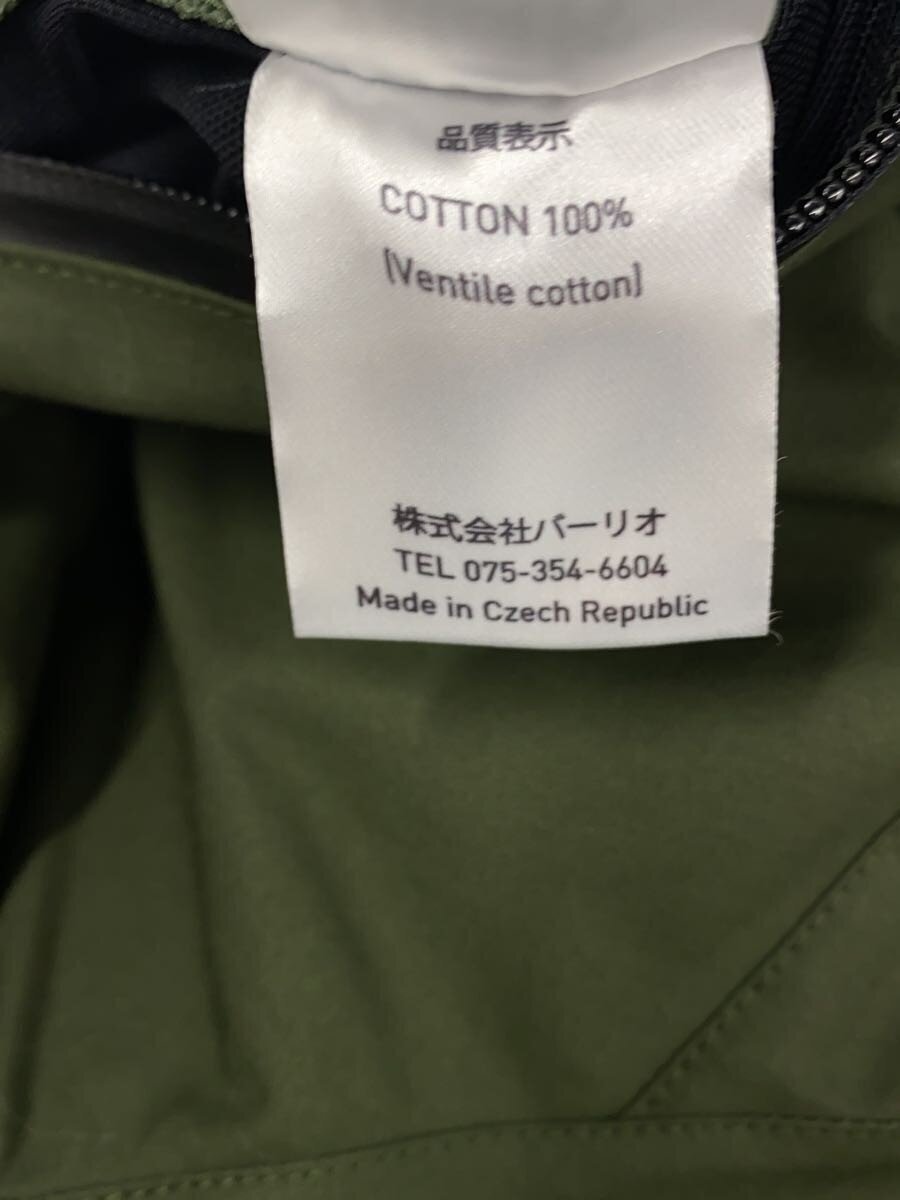 品質表示
COTTON 100%
(Ventile cotton)
株式会社バーリオ
TEL 075-354-6604
Made in Czech Republic